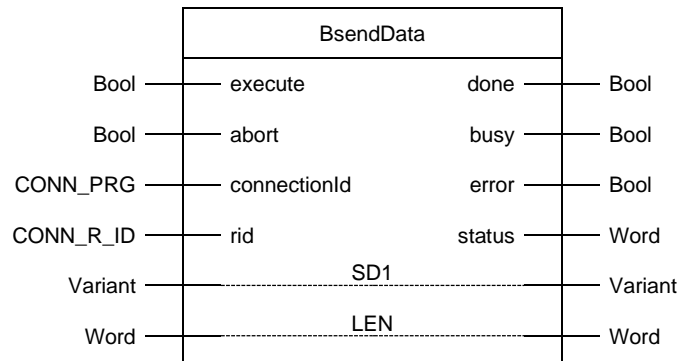 BsendData
Bool execute done Bool
Bool abort busy Bool
CONN_PRG connectionId error Bool
CONN_R_ID rid status Word
Variant SD1 Variant
Word LEN Word